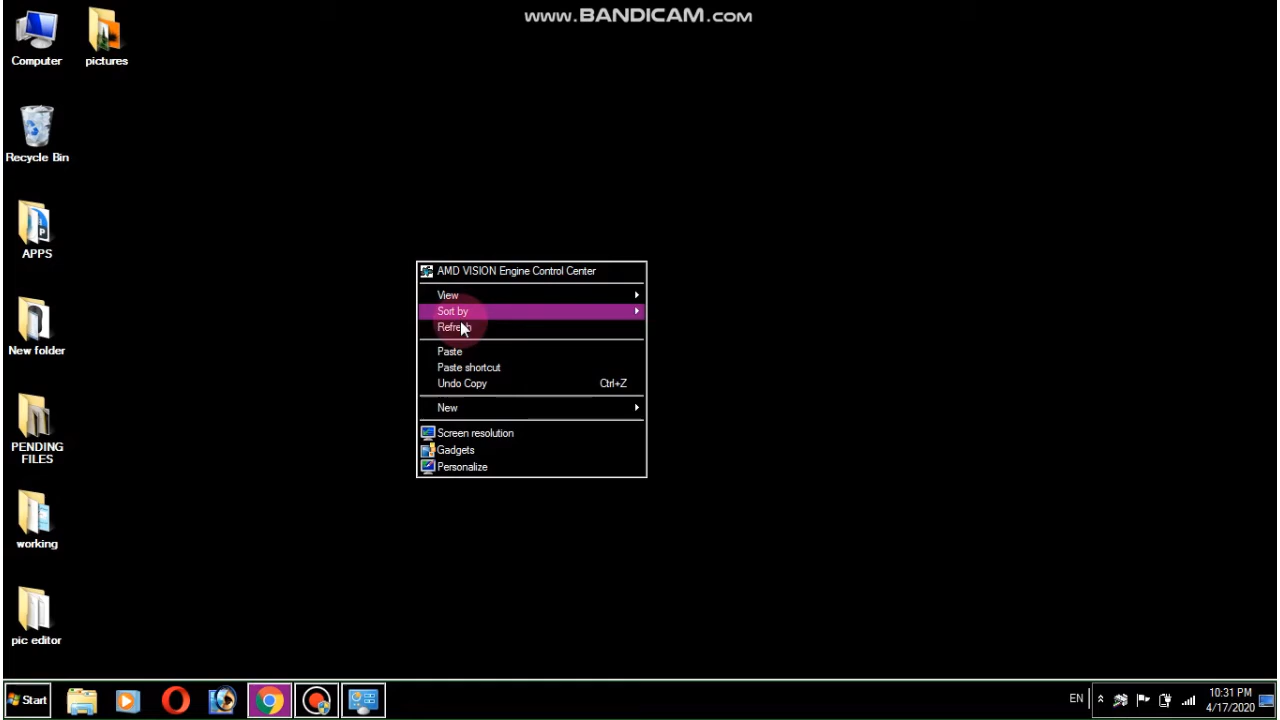 www.BANDICAM.com
Computer
pictures
Recycle Bin
APPS
New folder
PENDING
FILES
working
pic editor
AMD VISION Engine Control Center
View
Sort by
Refresh
Paste
Paste shortcut
Undo Copy Ctrl+Z
New
Screen resolution
Gadgets
Personalize
Start
EN
10:31 PM
4/17/2020